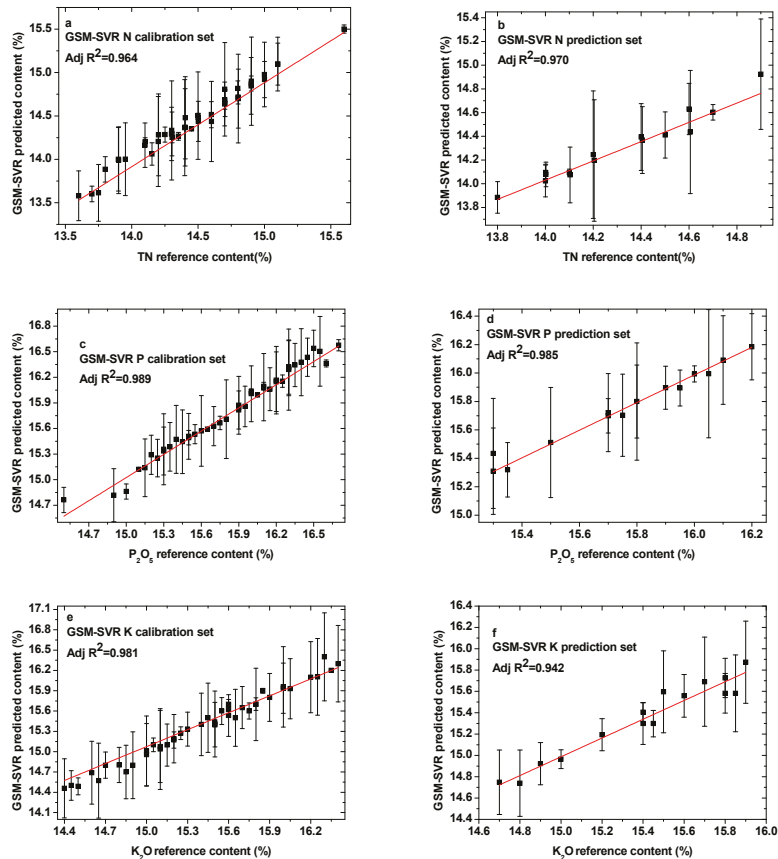 a
GSM-SVR N calibration set
Adj R²=0.964
GSM-SVR predicted content (%)
15.5
15.0
14.5
14.0
13.5
13.5 14.0 14.5 15.0 15.5
TN reference content(%)
b
GSM-SVR N prediction set
Adj R²=0.970
GSM-SVR predicted content (%)
15.4
15.2
15.0
14.8
14.6
14.4
14.2
14.0
13.8
13.8 14.0 14.2 14.4 14.6 14.8
TN reference content(%)
c
GSM-SVR P calibration set
Adj R²=0.989
GSM-SVR predicted content (%)
16.8
16.5
16.2
15.9
15.6
15.3
15.0
14.7
14.7 15.0 15.3 15.6 15.9 16.2 16.5
P₂O₅ reference content (%)
d
GSM-SVR P prediction set
Adj R²=0.985
GSM-SVR predicted content (%)
16.4
16.2
16.0
15.8
15.6
15.4
15.2
15.0
15.4 15.6 15.8 16.0 16.2
P₂O₅ reference content (%)
e
GSM-SVR K calibration set
Adj R²=0.981
GSM-SVR predicted content (%)
17.1
16.8
16.5
16.2
15.9
15.6
15.3
15.0
14.7
14.4
14.1
14.4 14.7 15.0 15.3 15.6 15.9 16.2
K₂O reference content (%)
f
GSM-SVR K prediction set
Adj R²=0.942
GSM-SVR predicted content (%)
16.4
16.2
16.0
15.8
15.6
15.4
15.2
15.0
14.8
14.6
14.4
14.6 14.8 15.0 15.2 15.4 15.6 15.8 16.0
K₂O reference content (%)